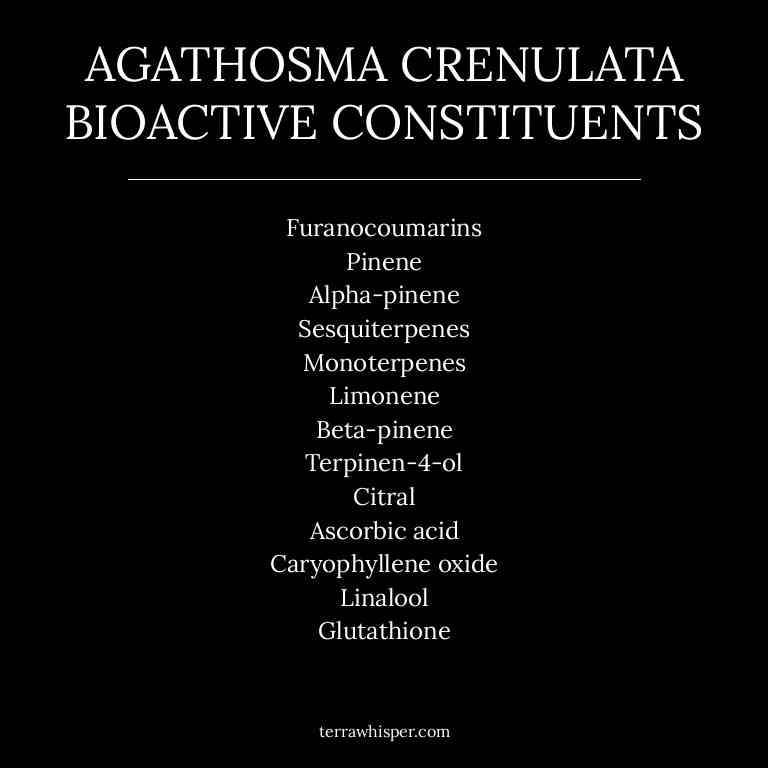 AGATHOSMA CRENULATA
BIOACTIVE CONSTITUENTS
Furanocoumarins
Pinene
Alpha-pinene
Sesquiterpenes
Monoterpenes
Limonene
Beta-pinene
Terpinen-4-ol
Citral
Ascorbic acid
Caryophyllene oxide
Linalool
Glutathione
terrawhisper.com